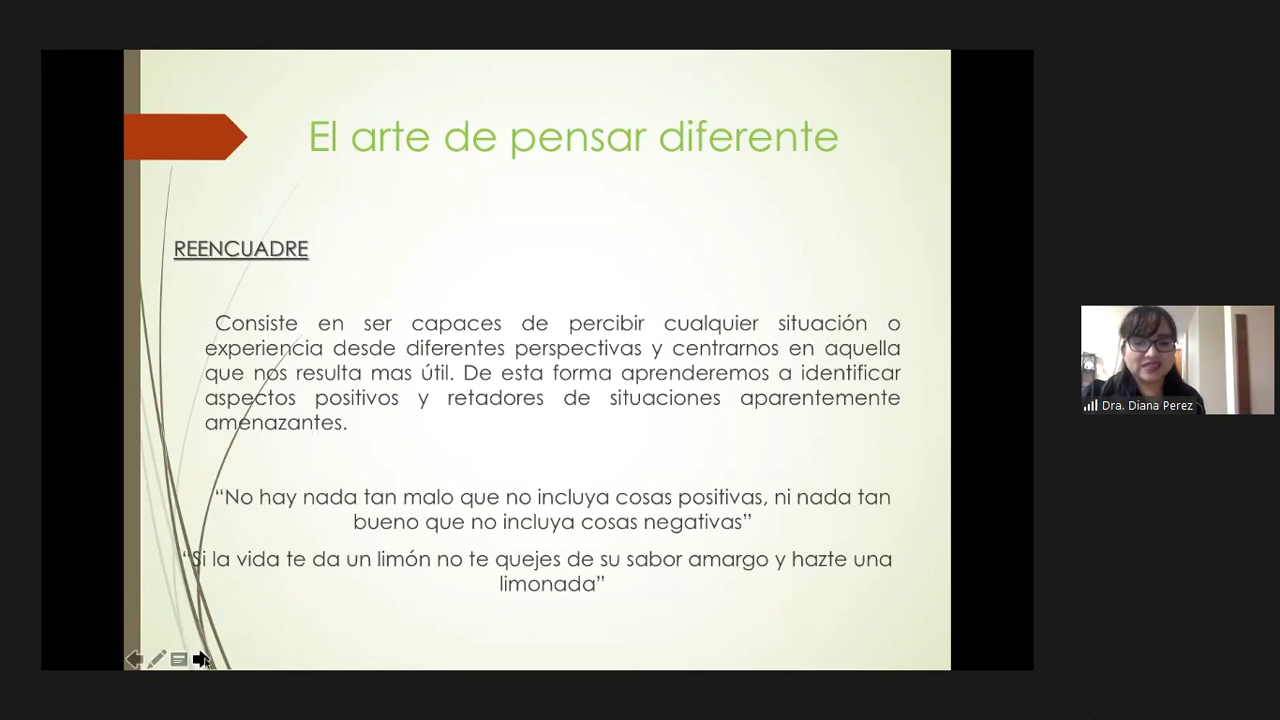 El arte de pensar diferente
REENCUADRE
Consiste en ser capaces de percibir cualquier situación o
experiencia desde diferentes perspectivas y centrarnos en aquella
que nos resulta mas útil. De esta forma aprenderemos a identificar
aspectos positivos y retadores de situaciones aparentemente
amenazantes.
“No hay nada tan malo que no incluya cosas positivas, ni nada tan
bueno que no incluya cosas negativas”
“Si la vida te da un limón no te quejes de su sabor amargo y hazte una
limonada”
Dra. Diana Perez